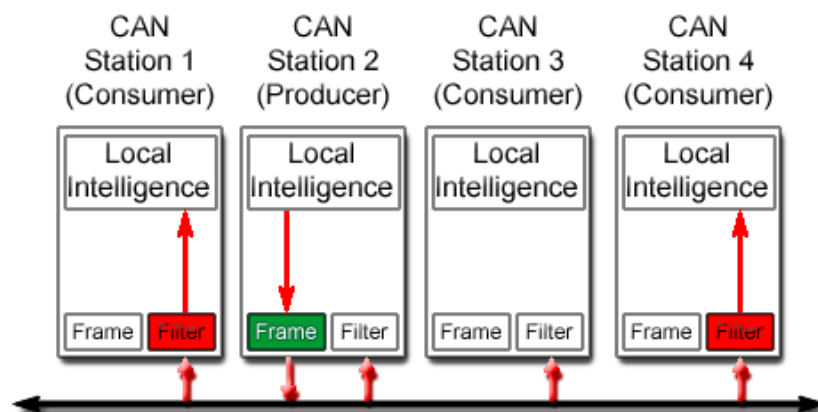 CAN
Station 1
(Consumer)
CAN
Station 2
(Producer)
CAN
Station 3
(Consumer)
CAN
Station 4
(Consumer)
Local
Intelligence
Frame
Filter
Local
Intelligence
Frame
Filter
Local
Intelligence
Frame
Filter
Local
Intelligence
Frame
Filter